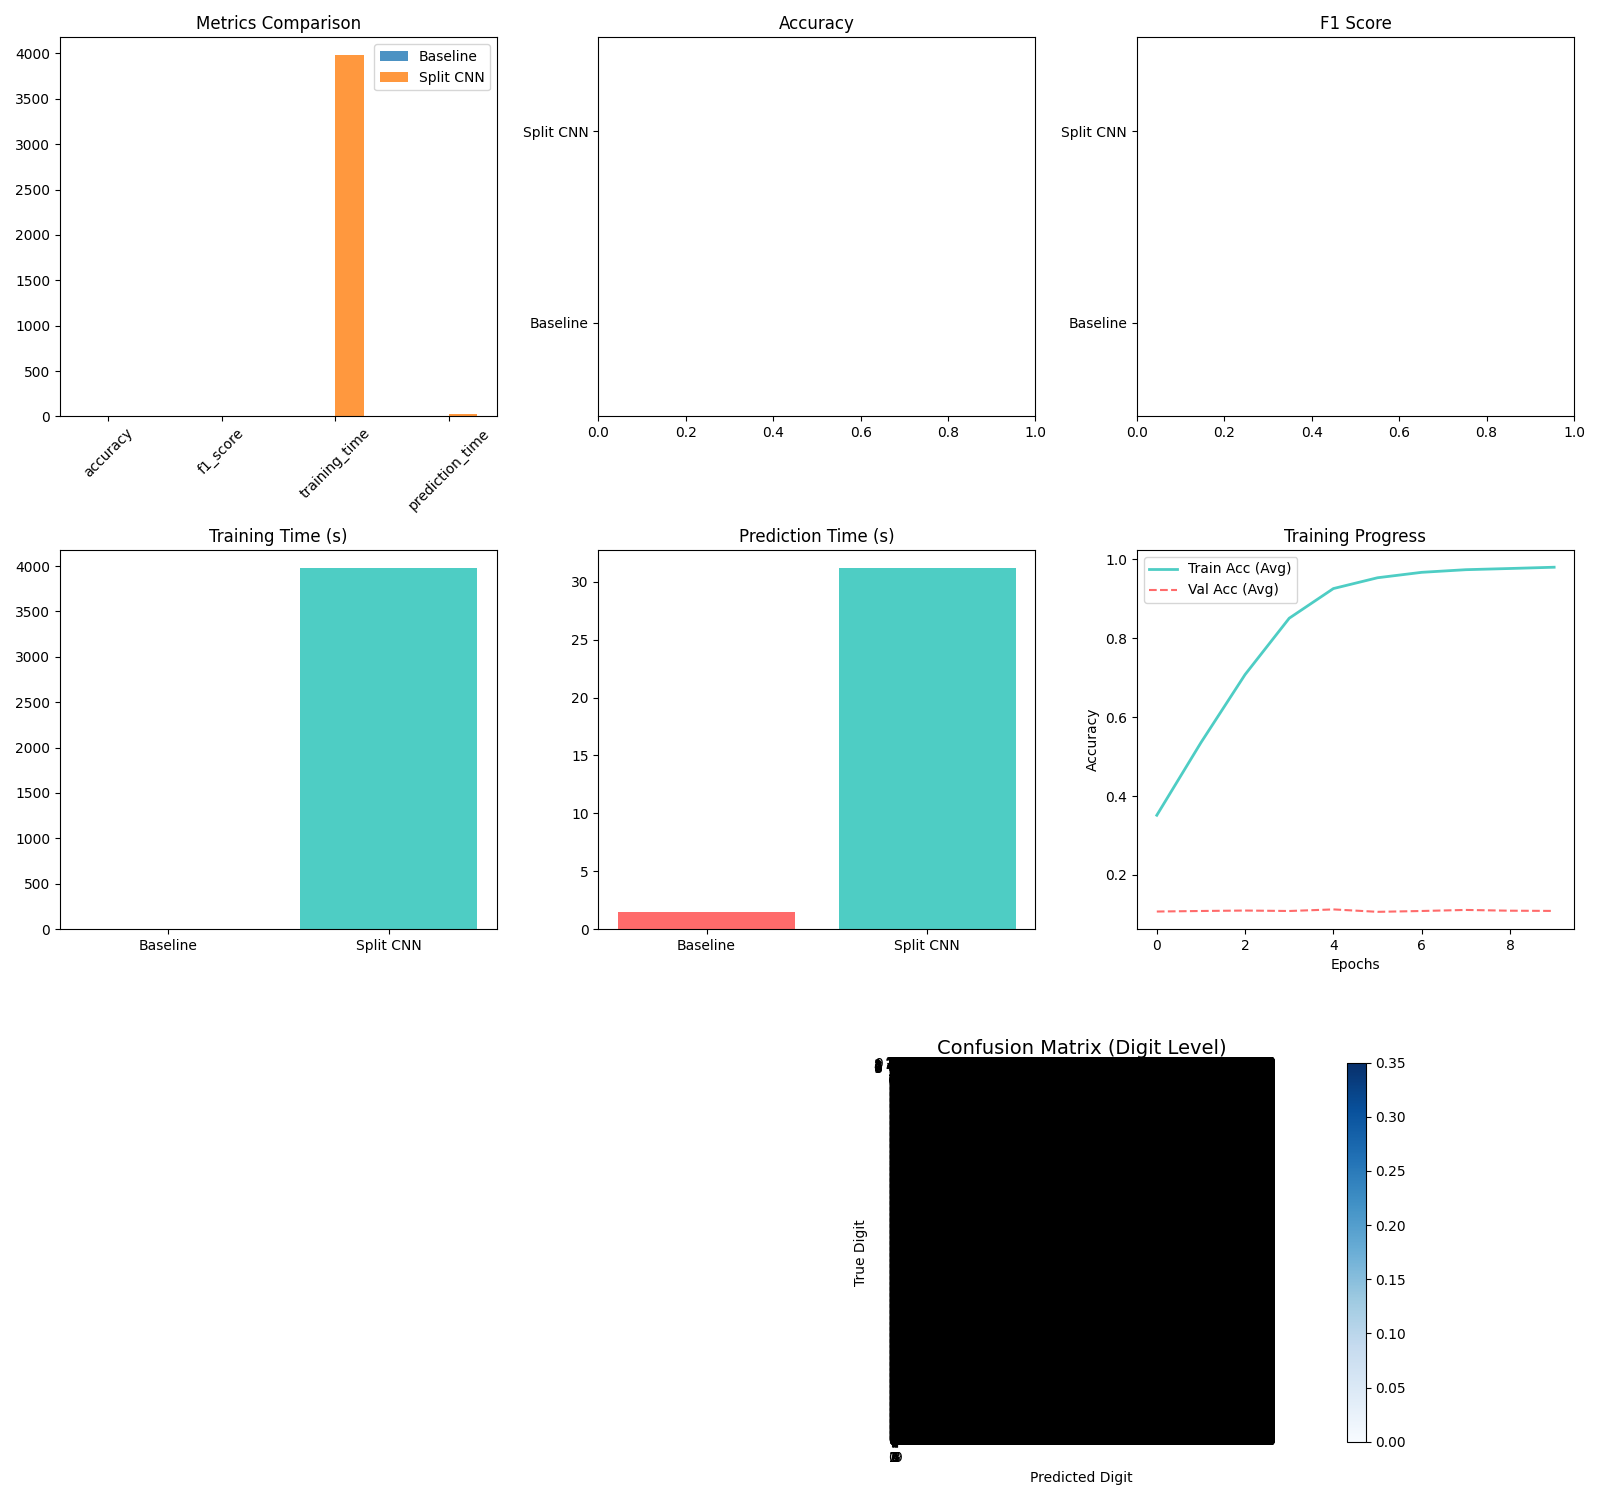 Metrics Comparison
4000
3500
3000
2500
2000
1500
1000
500
0
Baseline
Split CNN
accuracy
f1_score
training_time
prediction_time
Accuracy
Split CNN
Baseline
0.0 0.2 0.4 0.6 0.8 1.0
F1 Score
Split CNN
Baseline
0.0 0.2 0.4 0.6 0.8 1.0
Training Time (s)
4000
3500
3000
2500
2000
1500
1000
500
0
Baseline Split CNN
Prediction Time (s)
30
25
20
15
10
5
0
Baseline Split CNN
Training Progress
Train Acc (Avg)
Val Acc (Avg)
Accuracy
1.0
0.8
0.6
0.4
0.2
0 2 4 6 8
Epochs
Confusion Matrix (Digit Level)
True Digit
Predicted Digit
0.35
0.30
0.25
0.20
0.15
0.10
0.05
0.00